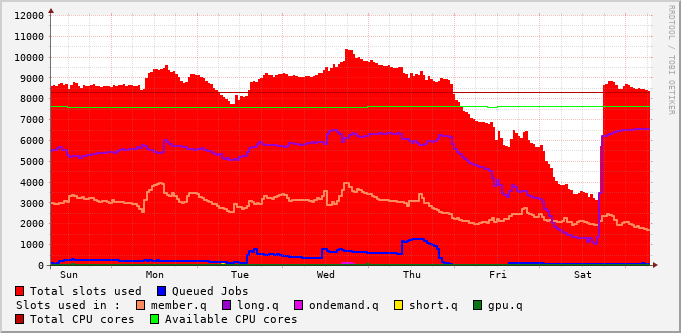 12000
11000
10000
9000
8000
7000
6000
5000
4000
3000
2000
1000
0
Sun Mon Tue Wed Thu Fri Sat
RRDTOOL / TOBI OETIKER
Total slots used Queued Jobs
Slots used in : member.q long.q ondemand.q short.q gpu.q
Total CPU cores Available CPU cores